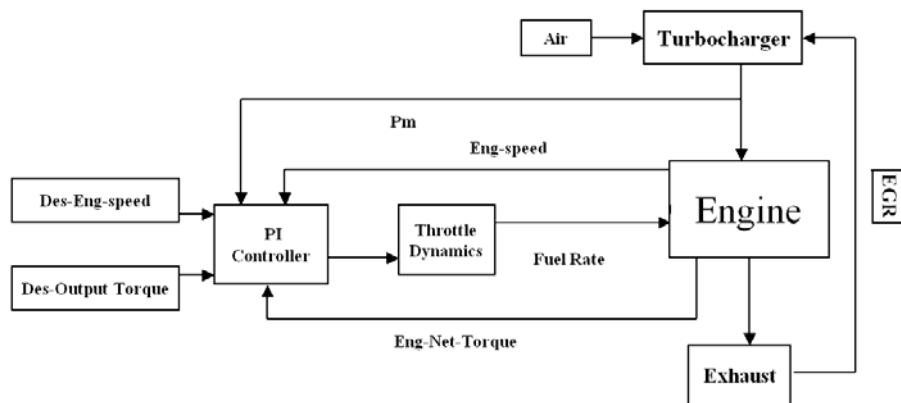 Air
Turbocharger
Pm
Eng-speed
Des-Eng-speed
PI
Controller
Throttle
Dynamics
Engine
EGR
Fuel Rate
Des-Output Torque
Eng-Net-Torque
Exhaust